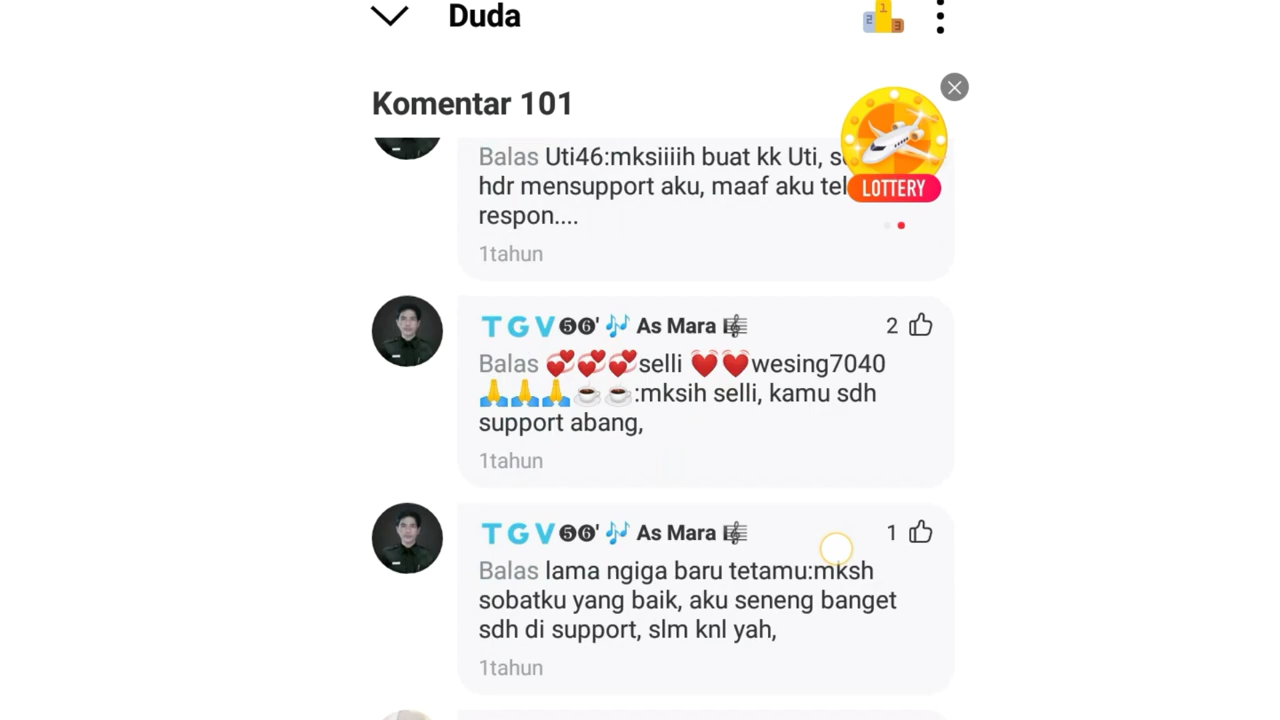 Duda
Komentar 101
Balas Uti46:mksiiiih buat kk Uti,
hdr mensupport aku, maaf aku
respon....
LOTTERY
1tahun
TGV❺❻'🎶 As Mara 🎼
2
Balas 💞💞💞selli 💓💓wesing7040
🙏🙏🙏☕☕:mksih selli, kamu sdh
support abang,
1tahun
TGV❺❻'🎶 As Mara 🎼
1
Balas lama ngiga baru tetamu:mksh
sobatku yang baik, aku seneng banget
sdh di support, slm knl yah,
1tahun